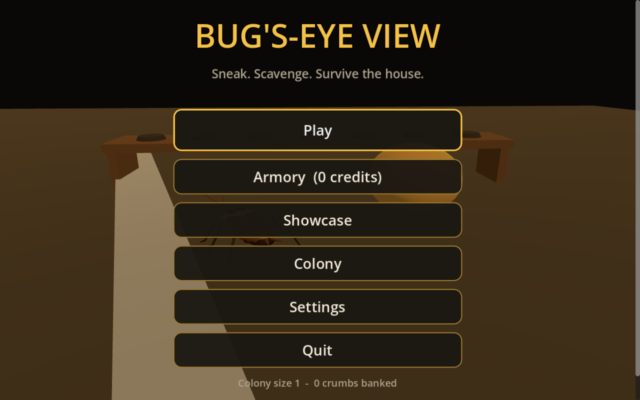 BUG'S-EYE VIEW
Sneak. Scavenge. Survive the house.
Play
Armory (0 credits)
Showcase
Colony
Settings
Quit
Colony size 1 - 0 crumbs banked